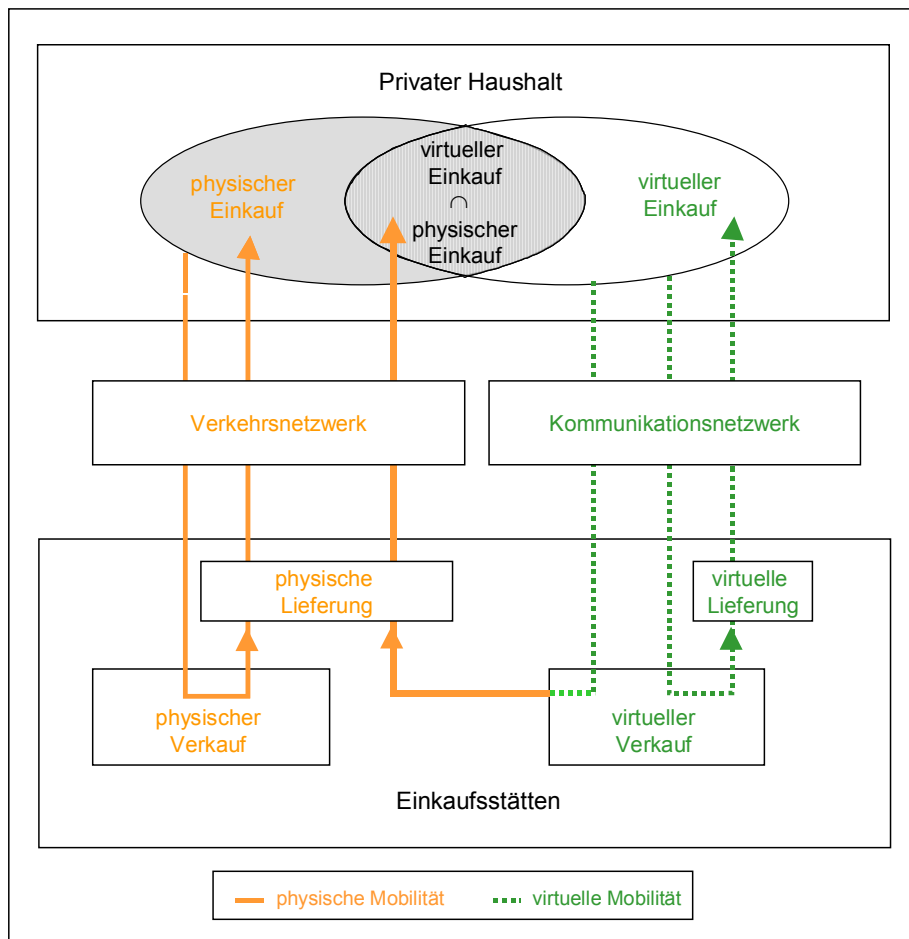 Privater Haushalt
physischer
Einkauf
virtueller
Einkauf
∩
physischer
Einkauf
virtueller
Einkauf
Verkehrsnetzwerk
Kommunikationsnetzwerk
physische
Lieferung
virtuelle
Lieferung
physischer
Verkauf
virtueller
Verkauf
Einkaufsstätten
physische Mobilität
virtuelle Mobilität